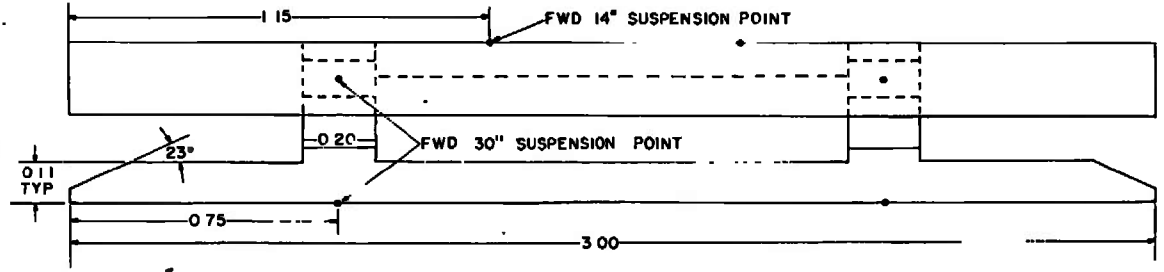 1 15
FWD 14" SUSPENSION POINT
0 20
FWD 30" SUSPENSION POINT
23°
0 11
TYP
0 75
3 00